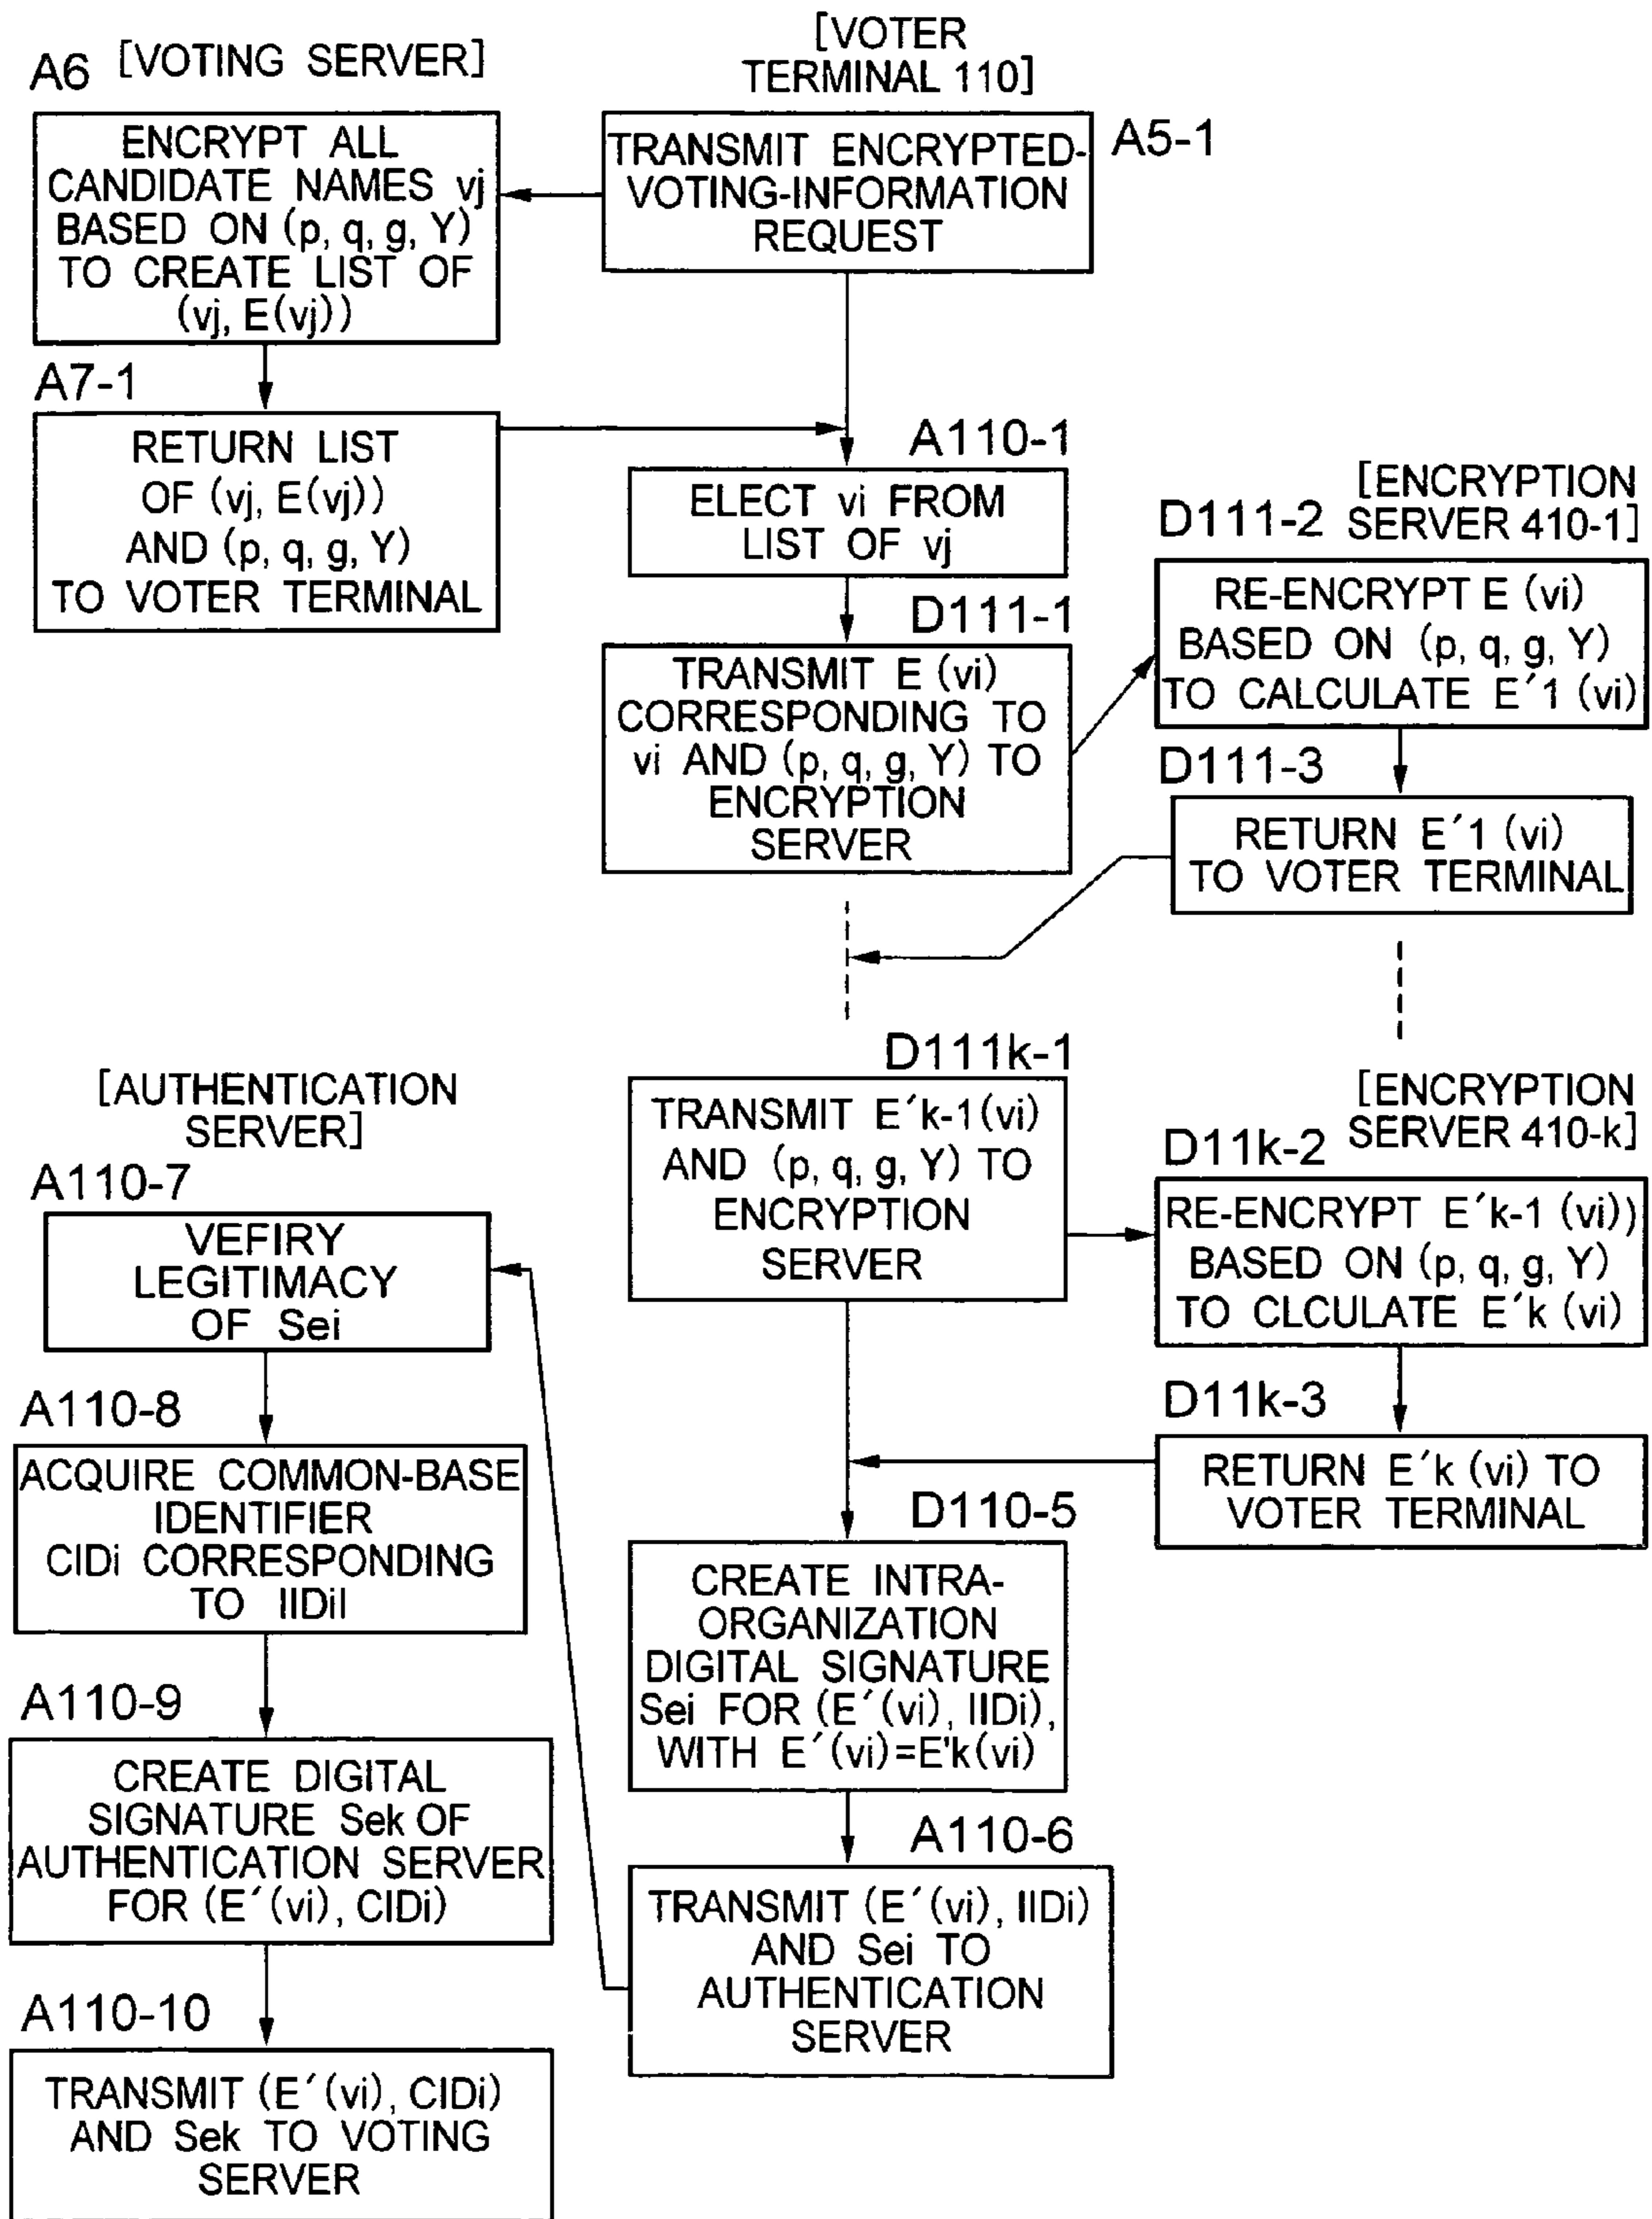 A6
[VOTING SERVER]
ENCRYPT ALL
CANDIDATE NAMES vj
BASED ON (p, q, g, Y)
TO CREATE LIST OF
(vj, E(vj))
[VOTER
TERMINAL 110]
A5-1
TRANSMIT ENCRYPTED-
VOTING-INFORMATION
REQUEST
A7-1
RETURN LIST
OF (vj, E(vj))
AND (p, q, g, Y)
TO VOTER TERMINAL
A110-1
ELECT vi FROM
LIST OF vj
D111-1
TRANSMIT E (vi)
CORRESPONDING TO
vi AND (p, q, g, Y) TO
ENCRYPTION
SERVER
[ENCRYPTION
SERVER 410-1]
D111-2
RE-ENCRYPT E (vi)
BASED ON (p, q, g, Y)
TO CALCULATE E´1 (vi)
D111-3
RETURN E´1 (vi)
TO VOTER TERMINAL
D111k-1
TRANSMIT E´k-1(vi)
AND (p, q, g, Y) TO
ENCRYPTION
SERVER
[ENCRYPTION
SERVER 410-k]
D11k-2
RE-ENCRYPT E´k-1 (vi))
BASED ON (p, q, g, Y)
TO CLCULATE E´k (vi)
D11k-3
RETURN E´k (vi) TO
VOTER TERMINAL
D110-5
CREATE INTRA-
ORGANIZATION
DIGITAL SIGNATURE
Sei FOR (E´(vi), IIDi),
WITH E´(vi)=E'k(vi)
A110-6
TRANSMIT (E´(vi), IIDi)
AND Sei TO
AUTHENTICATION
SERVER
[AUTHENTICATION
SERVER]
A110-7
VEFIRY
LEGITIMACY
OF Sei
A110-8
ACQUIRE COMMON-BASE
IDENTIFIER
CIDi CORRESPONDING
TO IIDiI
A110-9
CREATE DIGITAL
SIGNATURE Sek OF
AUTHENTICATION SERVER
FOR (E´(vi), CIDi)
A110-10
TRANSMIT (E´(vi), CIDi)
AND Sek TO VOTING
SERVER